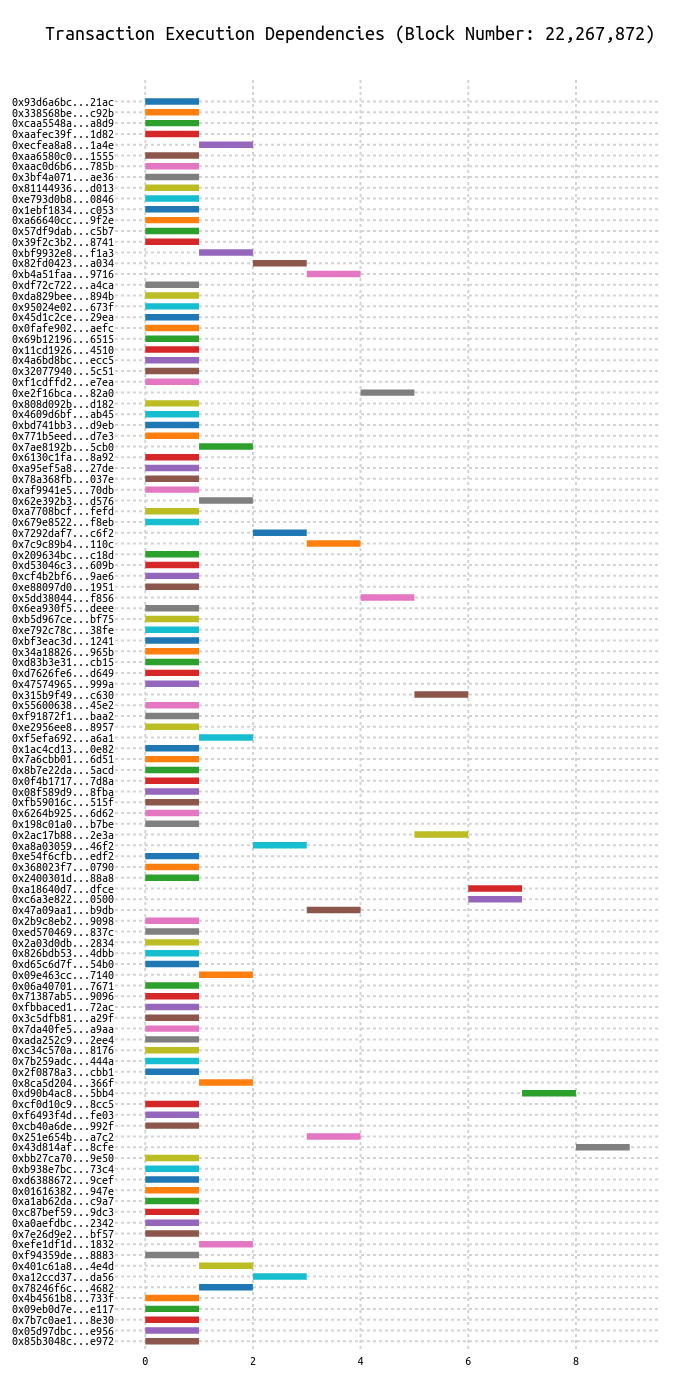 Transaction Execution Dependencies (Block Number: 22,267,872)
0x93d6a6bc...21ac
0x338568be...c92b
0xcaa5548a...a8d9
0xaafec39f...1d82
0xecfea8a8...1a4e
0xaa6580c0...1555
0xaac0d6b6...785b
0x3bf4a071...ae36
0x81144936...d013
0xe793d0b8...0846
0x1ebf1834...c053
0xa66640cc...9f2e
0x57df9dab...c5b7
0x39f2c3b2...8741
0xbf9932e8...f1a3
0x82fd0423...a034
0xb4a51faa...9716
0xdf72c722...a4ca
0xda829bee...894b
0x95024e02...673f
0x45d1c2ce...29ea
0x0fafe902...aefc
0x69b12196...6515
0x11cd1926...4510
0x4a6bd8bc...ecc5
0x32077940...5c51
0xf1cdffd2...e7ea
0xe2f16bca...82a0
0x808d092b...d182
0x4609d6bf...ab45
0xbd741bb3...d9eb
0x771b5eed...d7e3
0x7ae8192b...5cb0
0x6130c1fa...8a92
0xa95ef5a8...27de
0x78a368fb...037e
0xaf9941e5...70db
0x62e392b3...d576
0xa7708bcf...fefd
0x679e8522...f8eb
0x7292daf7...c6f2
0x7c9c89b4...110c
0x209634bc...c18d
0xd53046c3...609b
0xcf4b2bf6...9ae6
0xe88097d0...1951
0x5dd38044...f856
0x6ea930f5...deee
0xb5d967ce...bf75
0xe792c78c...38fe
0xbf3eac3d...1241
0x34a18826...965b
0xd83b3e31...cb15
0xd7626fe6...d649
0x47574965...999a
0x315b9f49...c630
0x55600638...45e2
0xf91872f1...baa2
0xe2956ee8...8957
0xf5efa692...a6a1
0x1ac4cd13...0e82
0x7a6cbb01...6d51
0x8b7e22da...5acd
0x0f4b1717...7d8a
0x08f589d9...8fba
0xfb59016c...515f
0x6264b925...6d62
0x198c01a0...b7be
0x2ac17b88...2e3a
0xa8a03059...46f2
0xe54f6cfb...edf2
0x368023f7...0790
0x2400301d...88a8
0xa18640d7...dfce
0xc6a3e822...0500
0x47a09aa1...b9db
0x2b9c8eb2...9098
0xed570469...837c
0x2a03d0db...2834
0x826bdb53...4dbb
0xd65c6d7f...54b0
0x09e463cc...7140
0x06a40701...7671
0x71387ab5...9096
0xfbbaced1...72ac
0x3c5dfb81...a29f
0x7da40fe5...a9aa
0xada252c9...2ee4
0xc34c570a...8176
0x7b259adc...444a
0x2f0878a3...cbb1
0x8ca5d204...366f
0xd90b4ac8...5bb4
0xcf0d10c9...8cc5
0xf6493f4d...fe03
0xcb40a6de...992f
0x251e654b...a7c2
0x43d814af...8cfe
0xbb27ca70...9e50
0xb938e7bc...73c4
0xd6388672...9cef
0x01616382...947e
0xa1ab62da...c9a7
0xc87bef59...9dc3
0xa0aefdbc...2342
0x7e26d9e2...bf57
0xefe1df1d...1832
0xf94359de...8883
0x401c61a8...4e4d
0xa12ccd37...da56
0x78246f6c...4682
0x4b4561b8...733f
0x09eb0d7e...e117
0x7b7c0ae1...8e30
0x05d97dbc...e956
0x85b3048c...e972
0 2 4 6 8